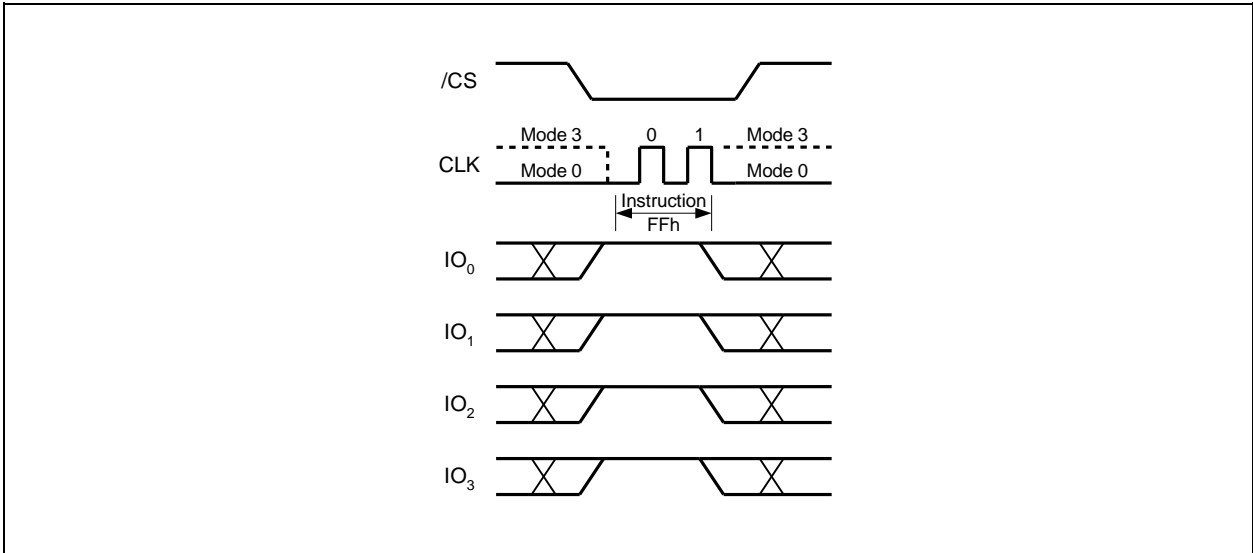 /CS
Mode 3 0 1 Mode 3
CLK
Mode 0 Mode 0
Instruction
FFh
IO0
IO1
IO2
IO3